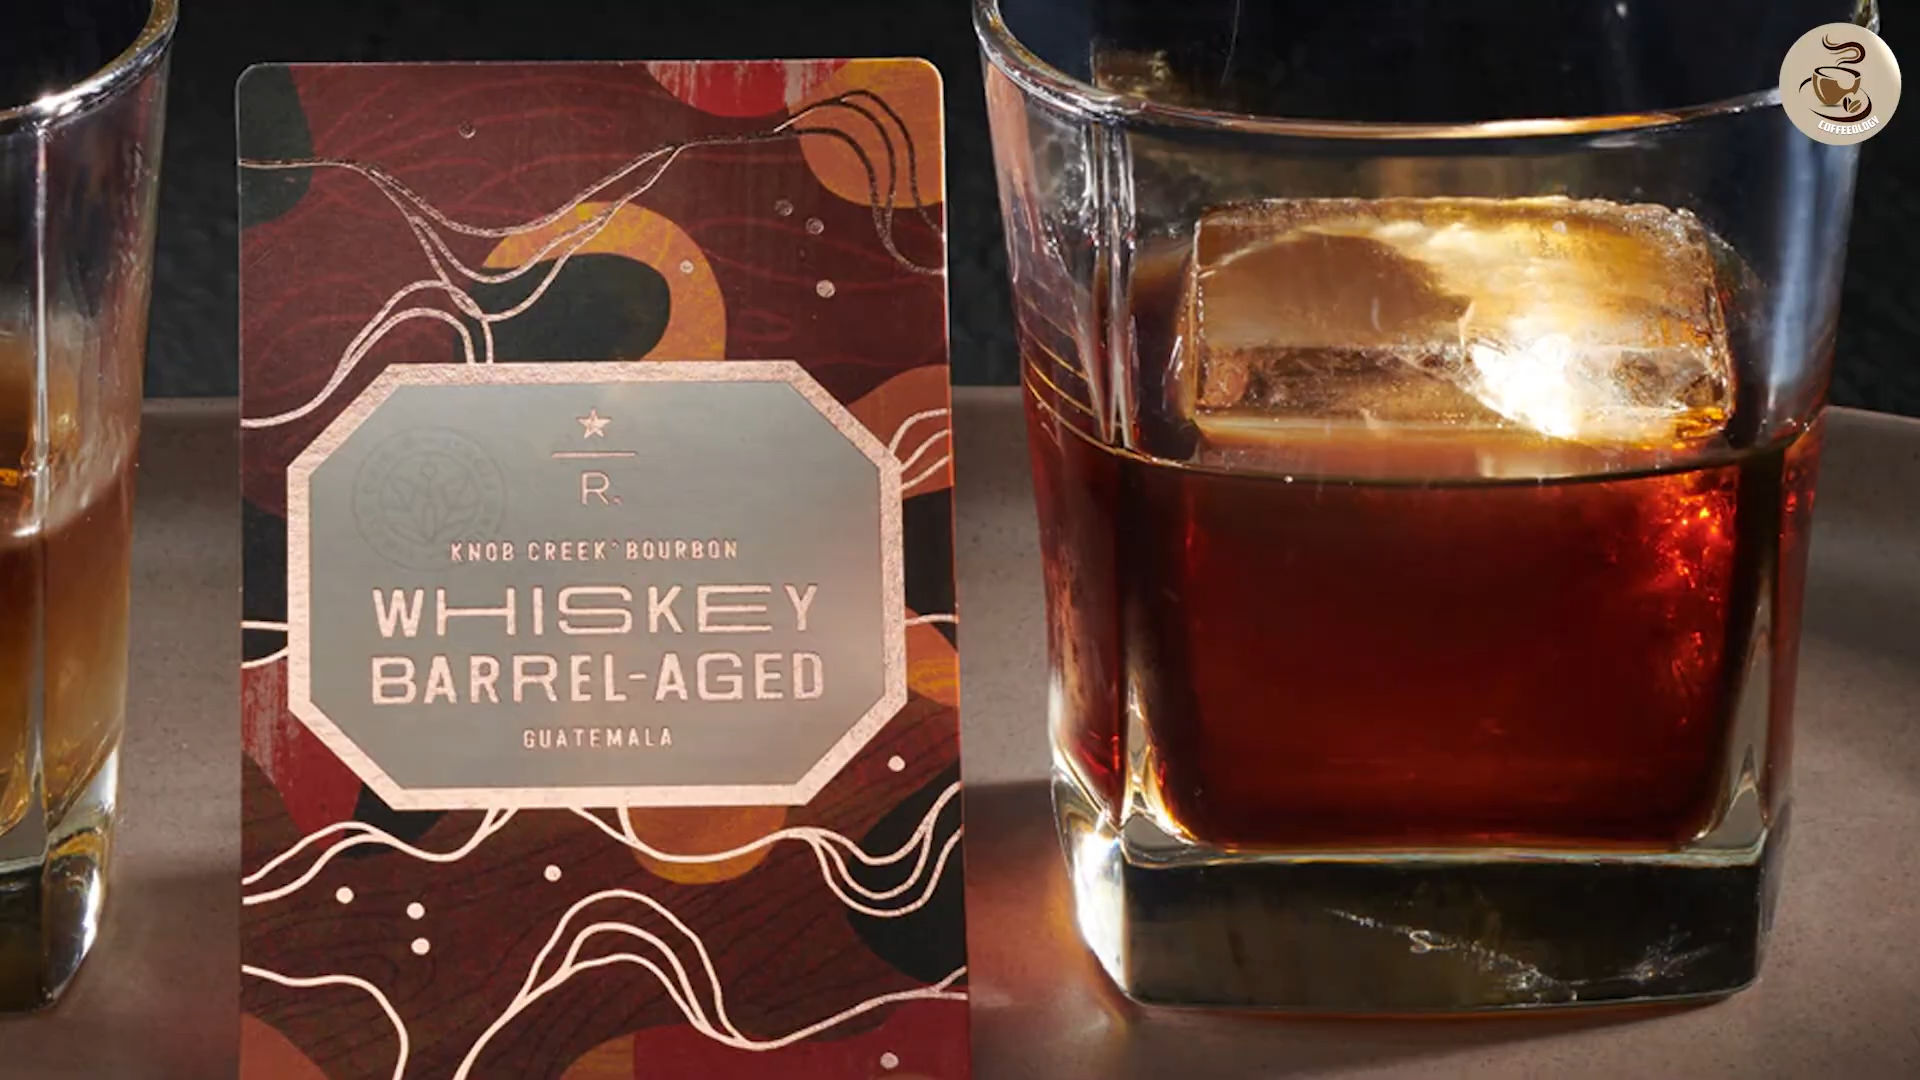 COFFEEOLOGY
R
KNOB CREEK® BOURBON
WHISKEY
BARREL-AGED
GUATEMALA